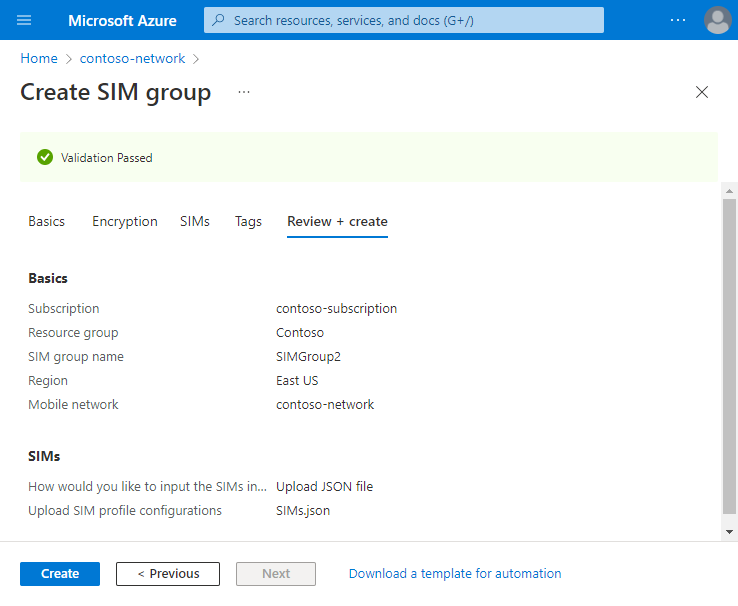 Microsoft Azure
Search resources, services, and docs (G+/)
...
Home > contoso-network >
Create SIM group ...
Validation Passed
Basics Encryption SIMs Tags Review + create
Basics
Subscription contoso-subscription
Resource group Contoso
SIM group name SIMGroup2
Region East US
Mobile network contoso-network
SIMs
How would you like to input the SIMs in... Upload JSON file
Upload SIM profile configurations SIMs.json
Create < Previous Next Download a template for automation